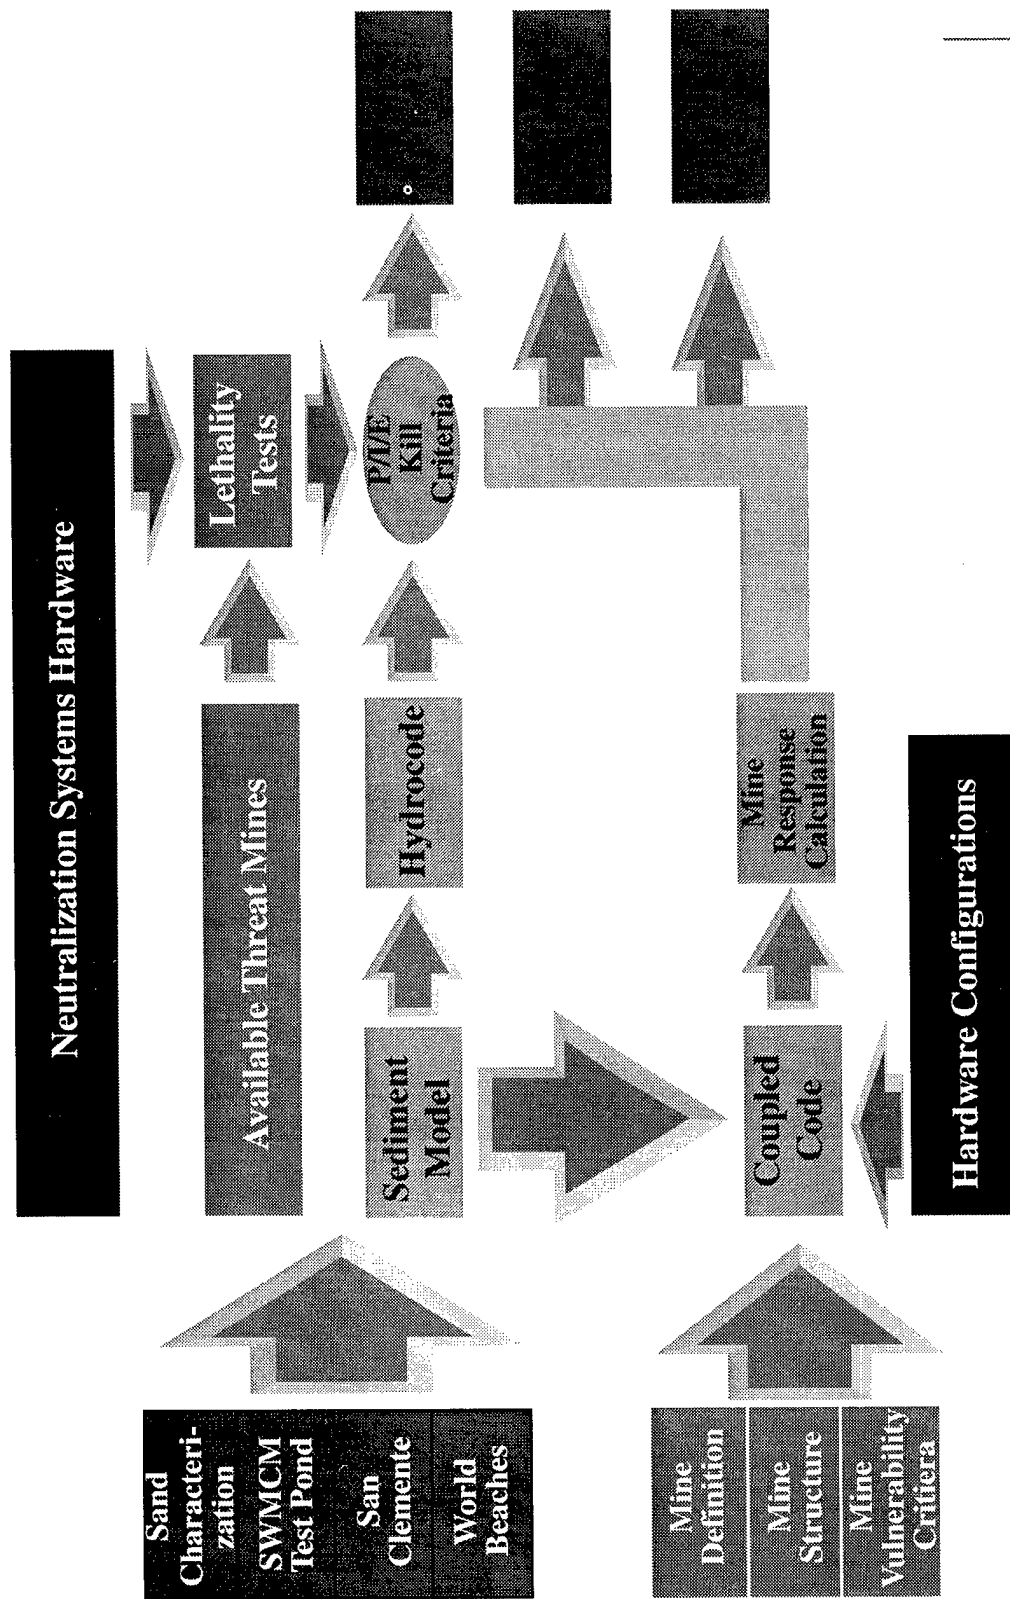 Neutralization Systems Hardware
Sand
Characteri-
zation
SWMCM
Test Pond
San
Clemente
World
Beaches
Available Threat Mines
Lethality
Tests
Sediment
Model
Hydrocode
P/I/E
Kill
Criteria
Mine
Definition
Mine
Structure
Mine
Vulnerability
Critiera
Coupled
Code
Mine
Response
Calculation
Hardware Configurations